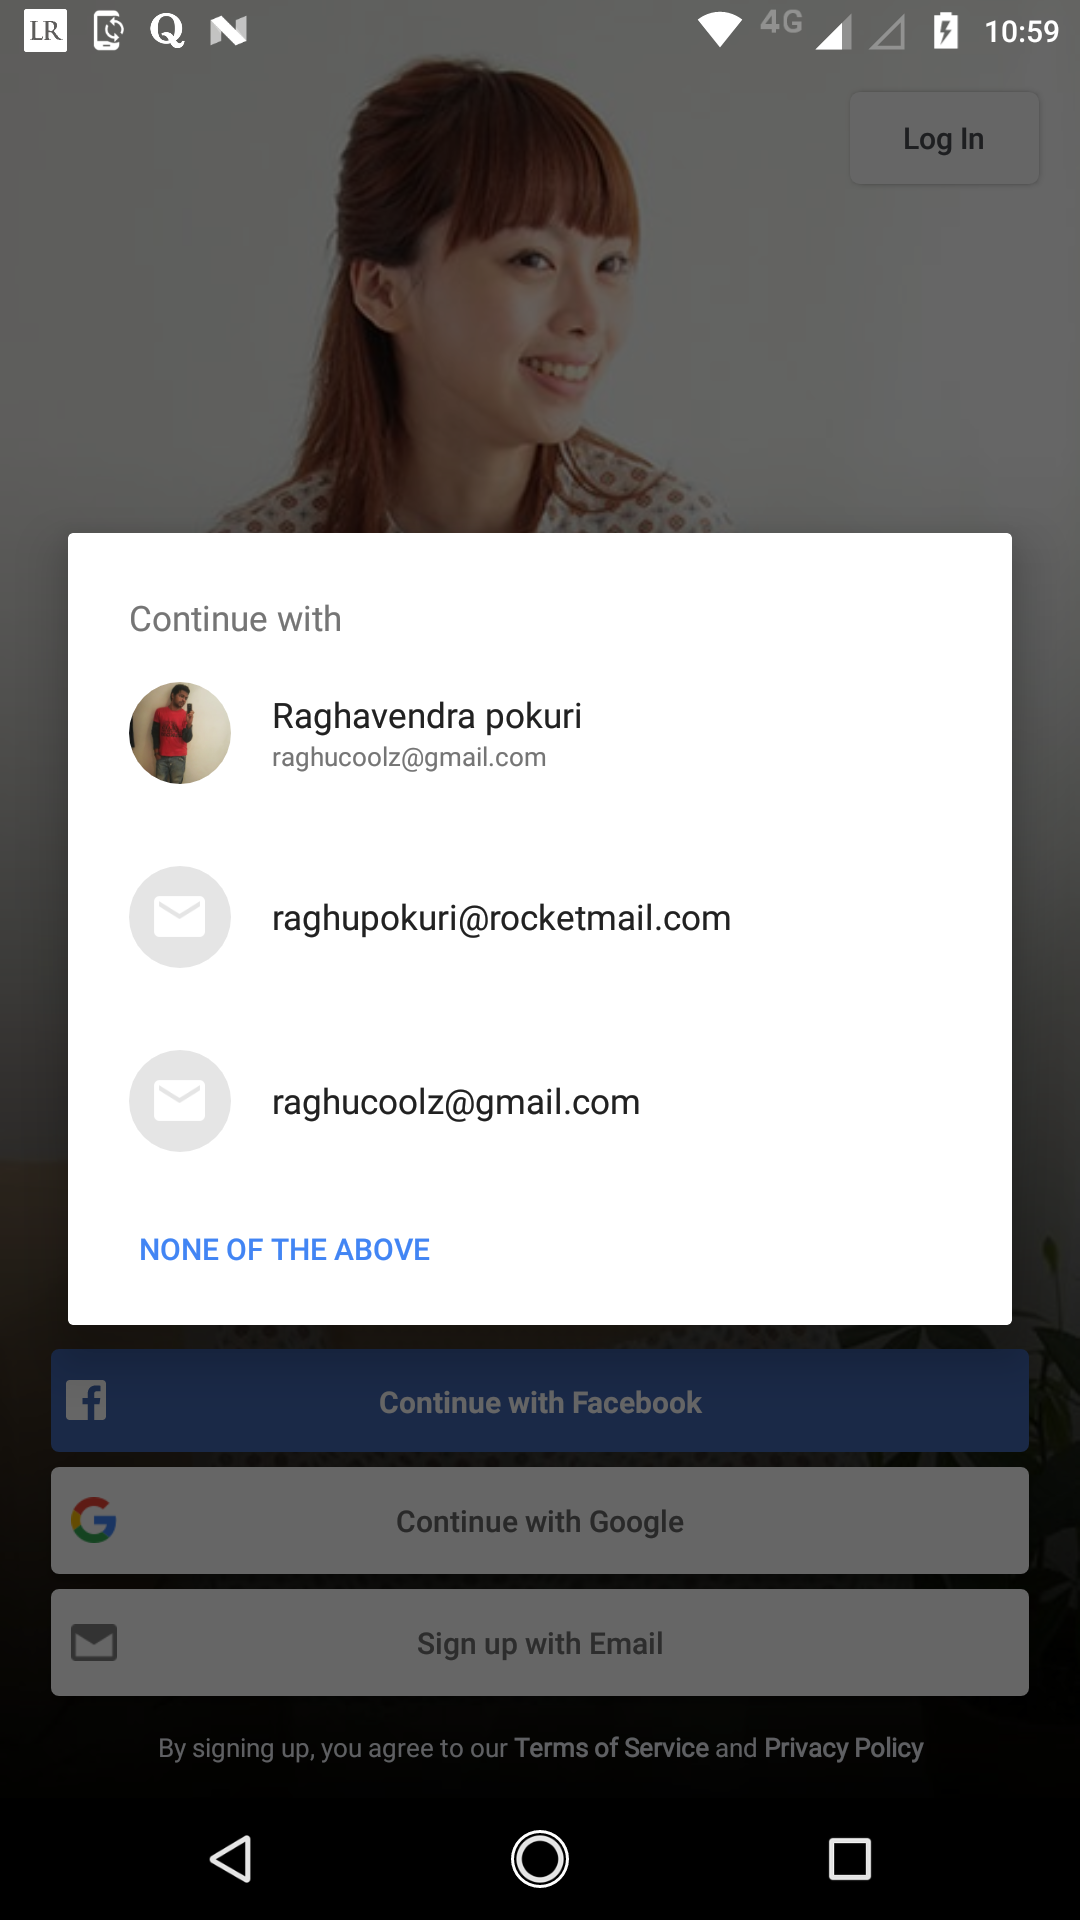 LR Q N 4G 10:59
Log In
Continue with
Raghavendra pokuri
raghucoolz@gmail.com
raghupokuri@rocketmail.com
raghucoolz@gmail.com
NONE OF THE ABOVE
Continue with Facebook
Continue with Google
Sign up with Email
By signing up, you agree to our Terms of Service and Privacy Policy